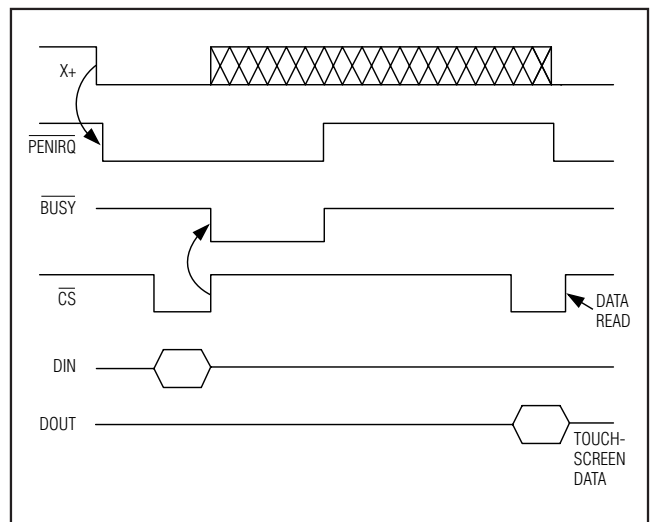 X+
PENIRQ
BUSY
CS
DATA
READ
DIN
DOUT
TOUCH-
SCREEN
DATA